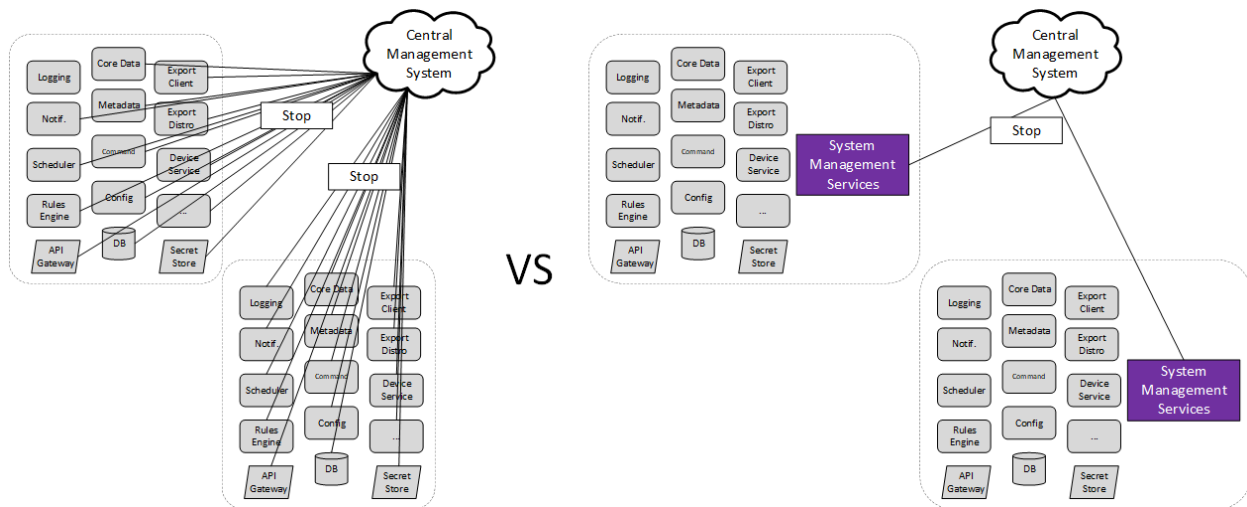 Central
Management
System
Stop
Stop
Logging
Core Data
Export
Client
Notif.
Metadata
Export
Distro
Scheduler
Command
Device
Service
Rules
Engine
Config
...
API
Gateway
DB
Secret
Store
Logging
Core Data
Export
Client
Notif.
Metadata
Export
Distro
Scheduler
Command
Device
Service
Rules
Engine
Config
...
API
Gateway
DB
Secret
Store
VS
Central
Management
System
Stop
Logging
Core Data
Export
Client
Notif.
Metadata
Export
Distro
Scheduler
Command
Device
Service
System
Management
Services
Rules
Engine
Config
...
API
Gateway
DB
Secret
Store
Logging
Core Data
Export
Client
Notif.
Metadata
Export
Distro
Scheduler
Command
Device
Service
System
Management
Services
Rules
Engine
Config
...
API
Gateway
DB
Secret
Store